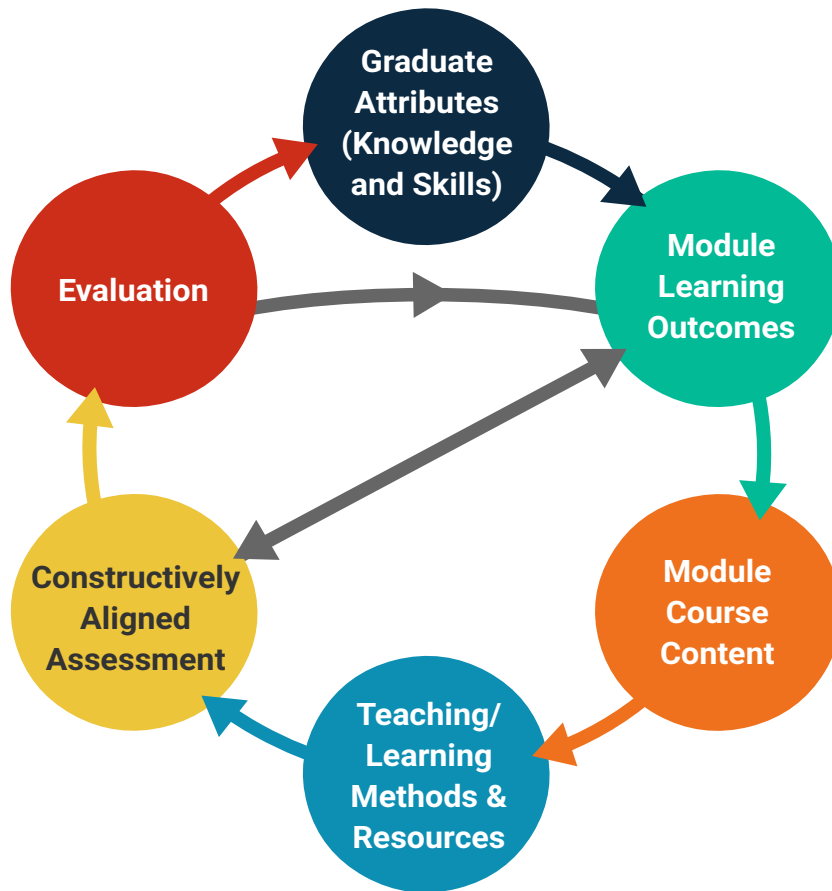 Graduate
Attributes
(Knowledge
and Skills)
Module
Learning
Outcomes
Module
Course
Content
Teaching/
Learning
Methods &
Resources
Constructively
Aligned
Assessment
Evaluation